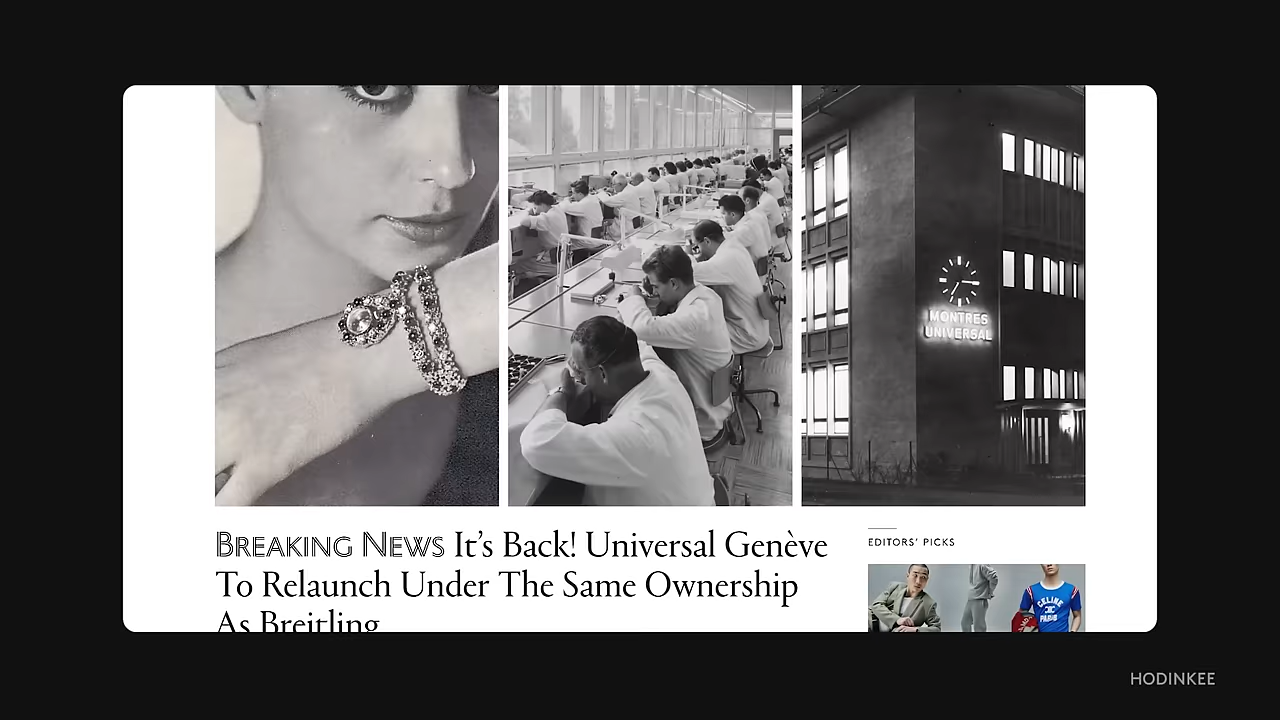 MONTRES
UNIVERSAL
BREAKING NEWS It’s Back! Universal Genève
To Relaunch Under The Same Ownership
As Breitling
EDITORS’ PICKS
CELINE
PARIS
HODINKEE